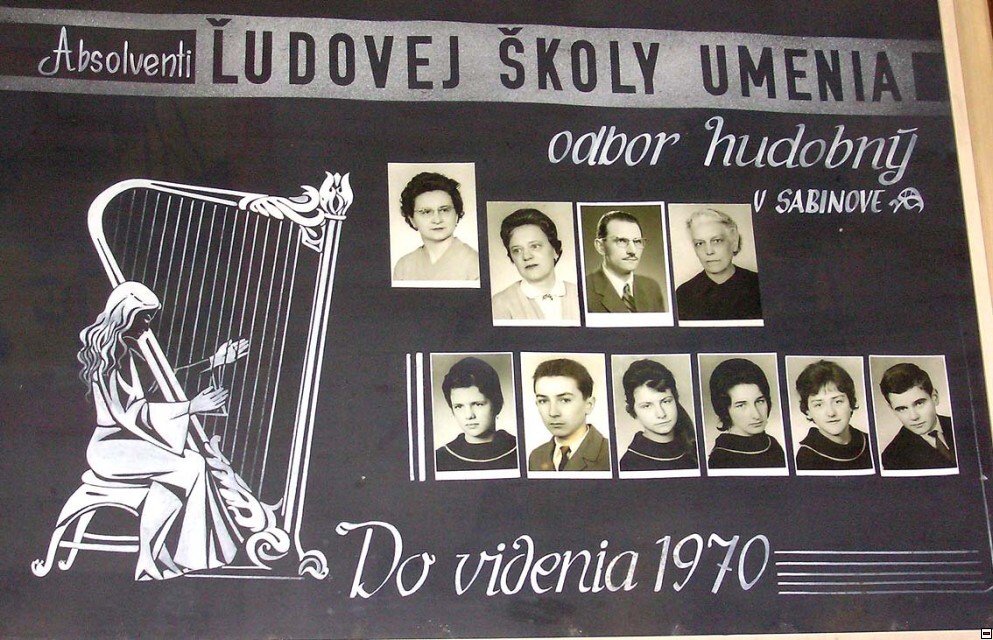 Absolventi ĽUDOVEJ ŠKOLY UMENIA
odbor hudobný
V SABINOVE
Do videnia 1970